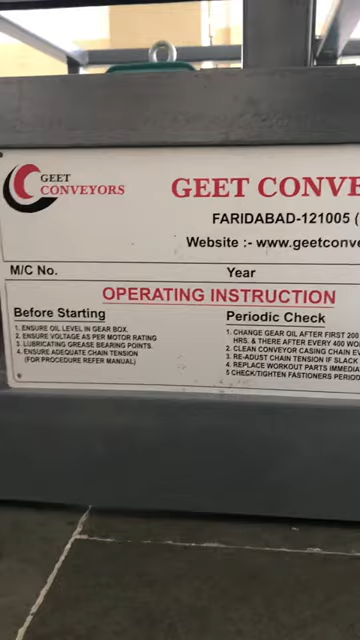 GEET
CONVEYORS
GEET CONVE
FARIDABAD-121005 (
Website :- www.geetconve
M/C No.
Year
OPERATING INSTRUCTION
Before Starting
1. ENSURE OIL LEVEL IN GEAR BOX.
2. ENSURE VOLTAGE AS PER MOTOR RATING
3. LUBRICATING GREASE BEARING POINTS.
4. ENSURE ADEQUATE CHAIN TENSION
(FOR PROCEDURE REFER MANUAL)
Periodic Check
1. CHANGE GEAR OIL AFTER FIRST 200
HRS. & THERE AFTER EVERY 400 WO
2. CLEAN CONVEYOR CASING CHAIN EV
3. RE-ADUST CHAIN TENSION IF SLACK
4. REPLACE WORKOUT PARTS IMMEDIA
5 CHECK/TIGHTEN FASTIONERS PERIOD